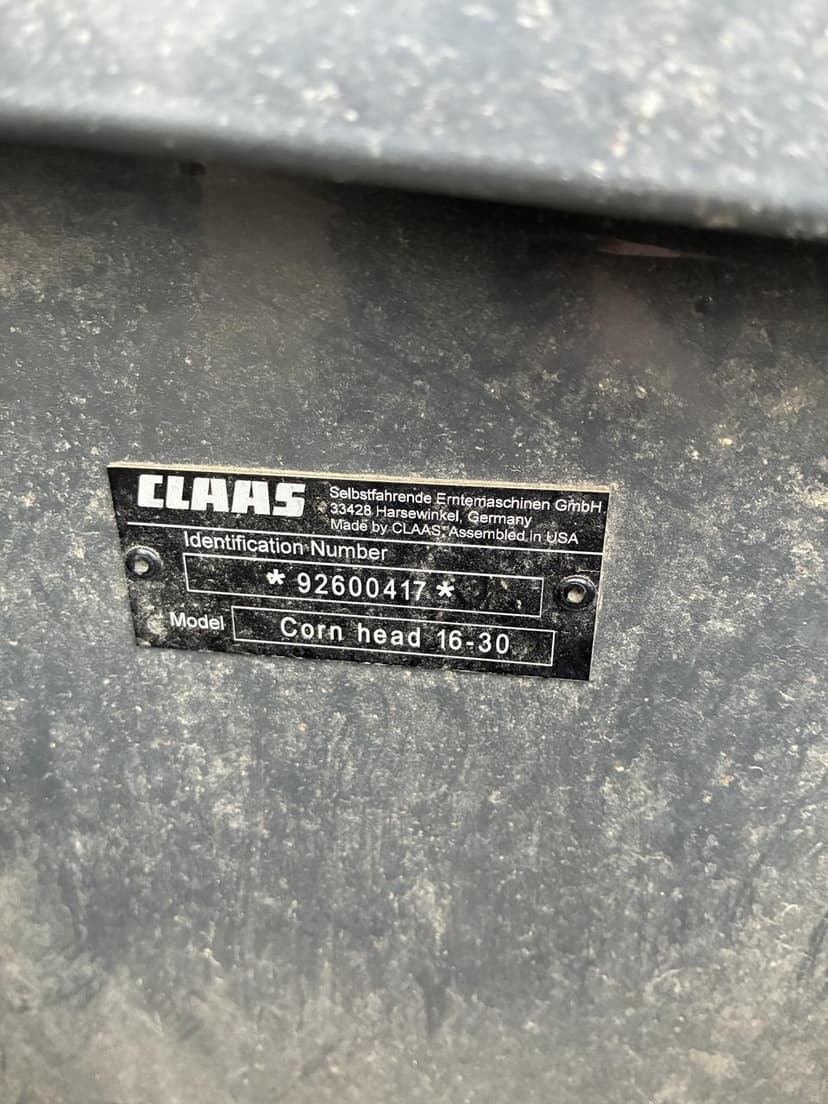 CLAAS
Selbstfahrende Erntemaschinen GmbH
33428 Harsewinkel, Germany
Made by CLAAS, Assembled in USA
Identification Number
* 92600417 *
Model
Corn head 16-30